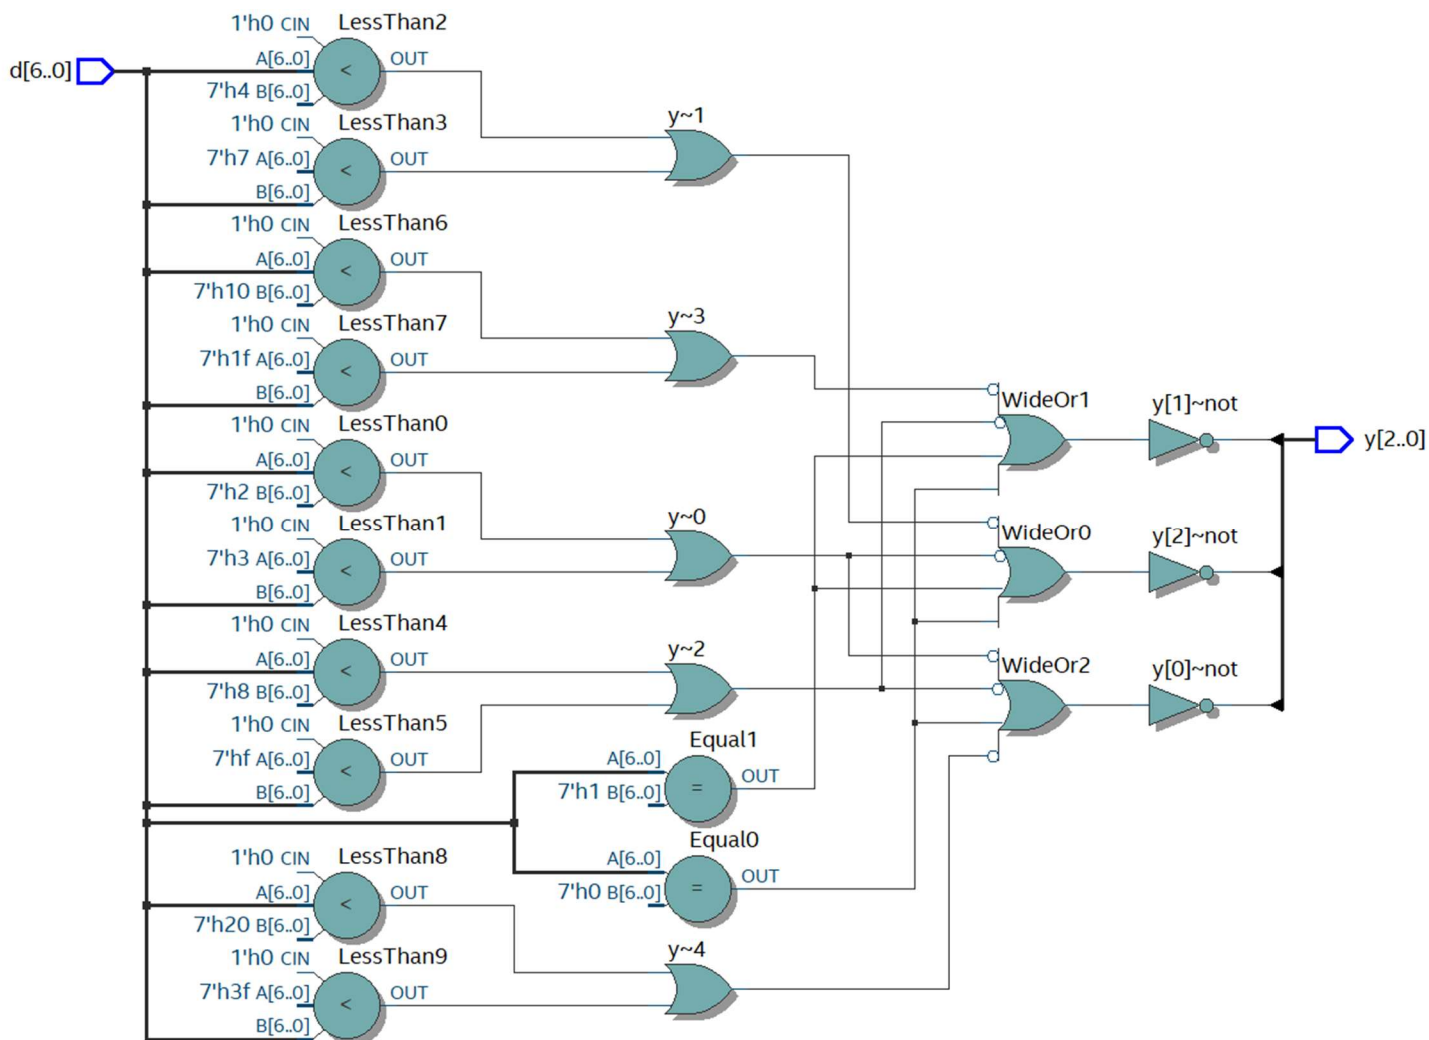 d[6..0]
1'h0 CIN LessThan2
A[6..0] < OUT
7'h4 B[6..0]
1'h0 CIN LessThan3
7'h7 A[6..0] < OUT
B[6..0]
1'h0 CIN LessThan6
A[6..0] < OUT
7'h10 B[6..0]
1'h0 CIN LessThan7
7'h1f A[6..0] < OUT
B[6..0]
1'h0 CIN LessThan0
A[6..0] < OUT
7'h2 B[6..0]
1'h0 CIN LessThan1
7'h3 A[6..0] < OUT
B[6..0]
1'h0 CIN LessThan4
A[6..0] < OUT
7'h8 B[6..0]
1'h0 CIN LessThan5
7'hf A[6..0] < OUT
B[6..0]
1'h0 CIN LessThan8
A[6..0] < OUT
7'h20 B[6..0]
1'h0 CIN LessThan9
7'h3f A[6..0] < OUT
B[6..0]
y~1
y~3
y~0
y~2
Equal1
A[6..0] = OUT
7'h1 B[6..0]
Equal0
A[6..0] = OUT
7'h0 B[6..0]
y~4
WideOr1
WideOr0
WideOr2
y[1]~not
y[2]~not
y[0]~not
y[2..0]